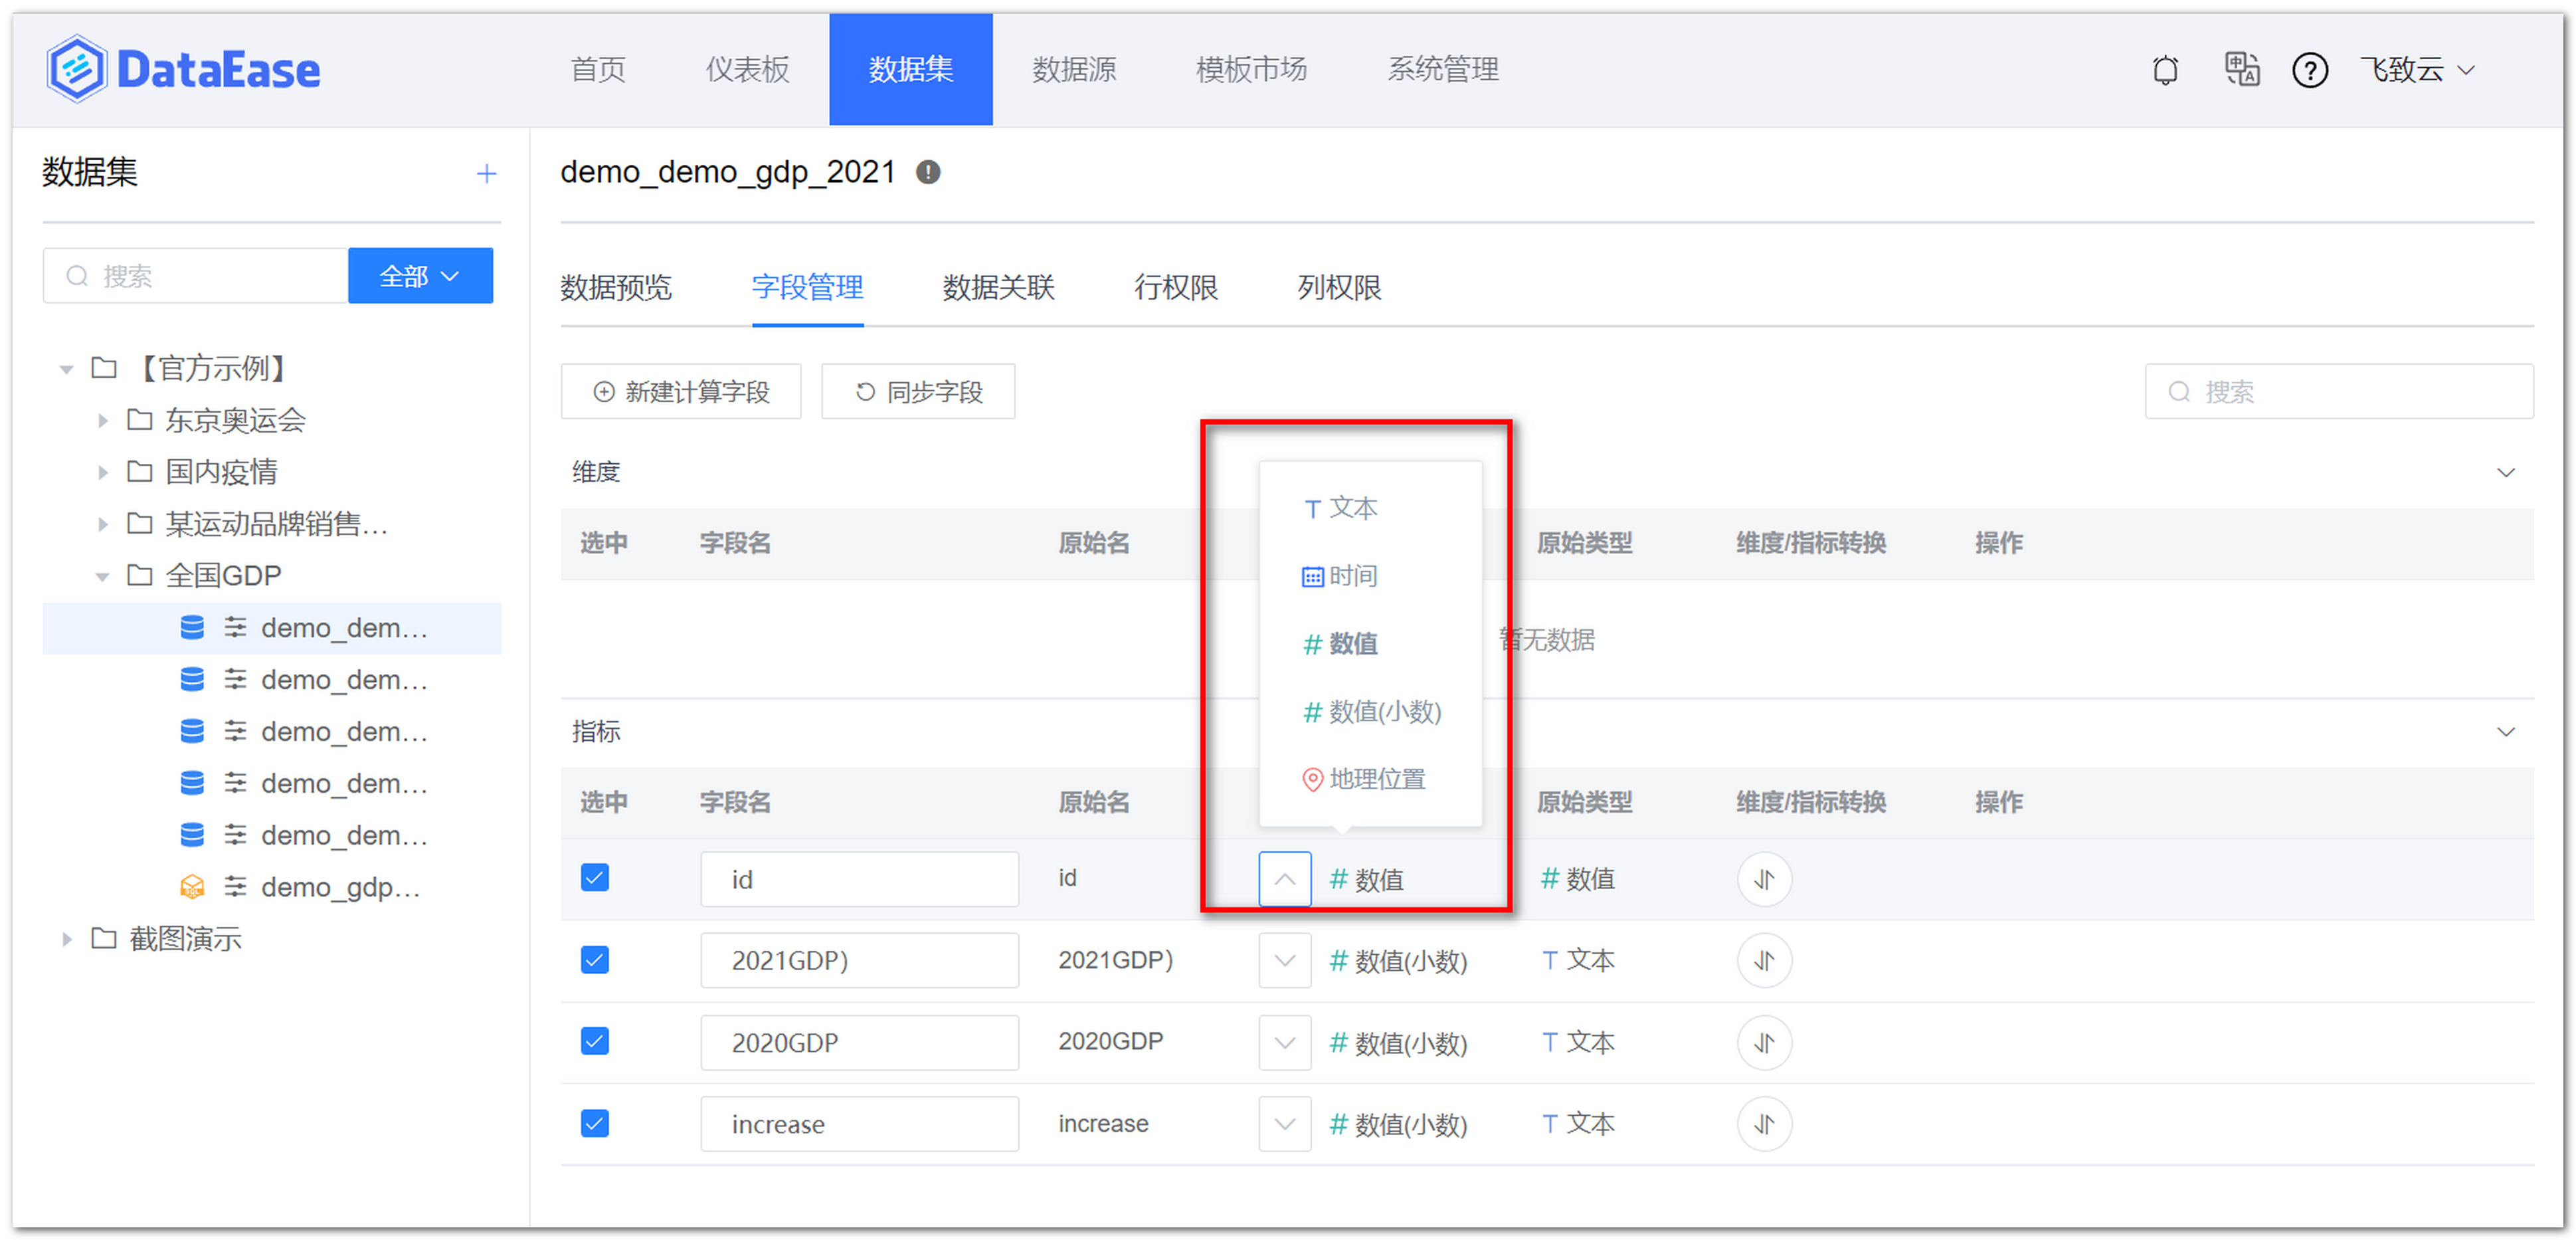 DataEase 首页 仪表板 数据集 数据源 模板市场 系统管理 飞致云
数据集
搜索 全部
【官方示例】
东京奥运会
国内疫情
某运动品牌销售...
全国GDP
demo_dem...
demo_dem...
demo_dem...
demo_dem...
demo_dem...
demo_gdp...
截图演示
demo_demo_gdp_2021
数据预览 字段管理 数据关联 行权限 列权限
新建计算字段 同步字段 搜索
维度
选中 字段名 原始名 原始类型 维度/指标转换 操作
暂无数据
T 文本
时间
# 数值
# 数值(小数)
地理位置
指标
选中 字段名 原始名 原始类型 维度/指标转换 操作
id id # 数值 # 数值
2021GDP) 2021GDP) # 数值(小数) T 文本
2020GDP 2020GDP # 数值(小数) T 文本
increase increase # 数值(小数) T 文本